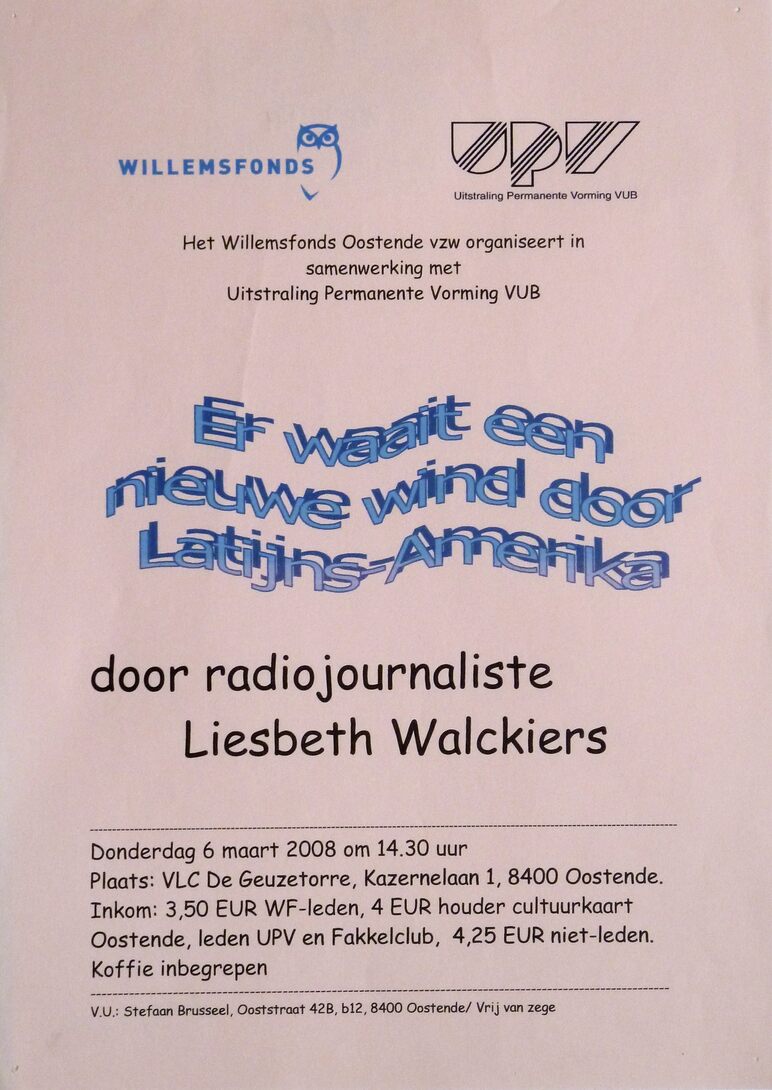 WILLEMSFONDS
UPV
Uitstraling Permanente Vorming VUB
Het Willemsfonds Oostende vzw organiseert in
samenwerking met
Uitstraling Permanente Vorming VUB
Er waait een
nieuwe wind door
Latijns-Amerika
door radiojournaliste
Liesbeth Walckiers
Donderdag 6 maart 2008 om 14.30 uur
Plaats: VLC De Geuzetorre, Kazernelaan 1, 8400 Oostende.
Inkom: 3,50 EUR WF-leden, 4 EUR houder cultuurkaart
Oostende, leden UPV en Fakkelclub, 4,25 EUR niet-leden.
Koffie inbegrepen
V.U.: Stefaan Brusseel, Ooststraat 42B, b12, 8400 Oostende/ Vrij van zege